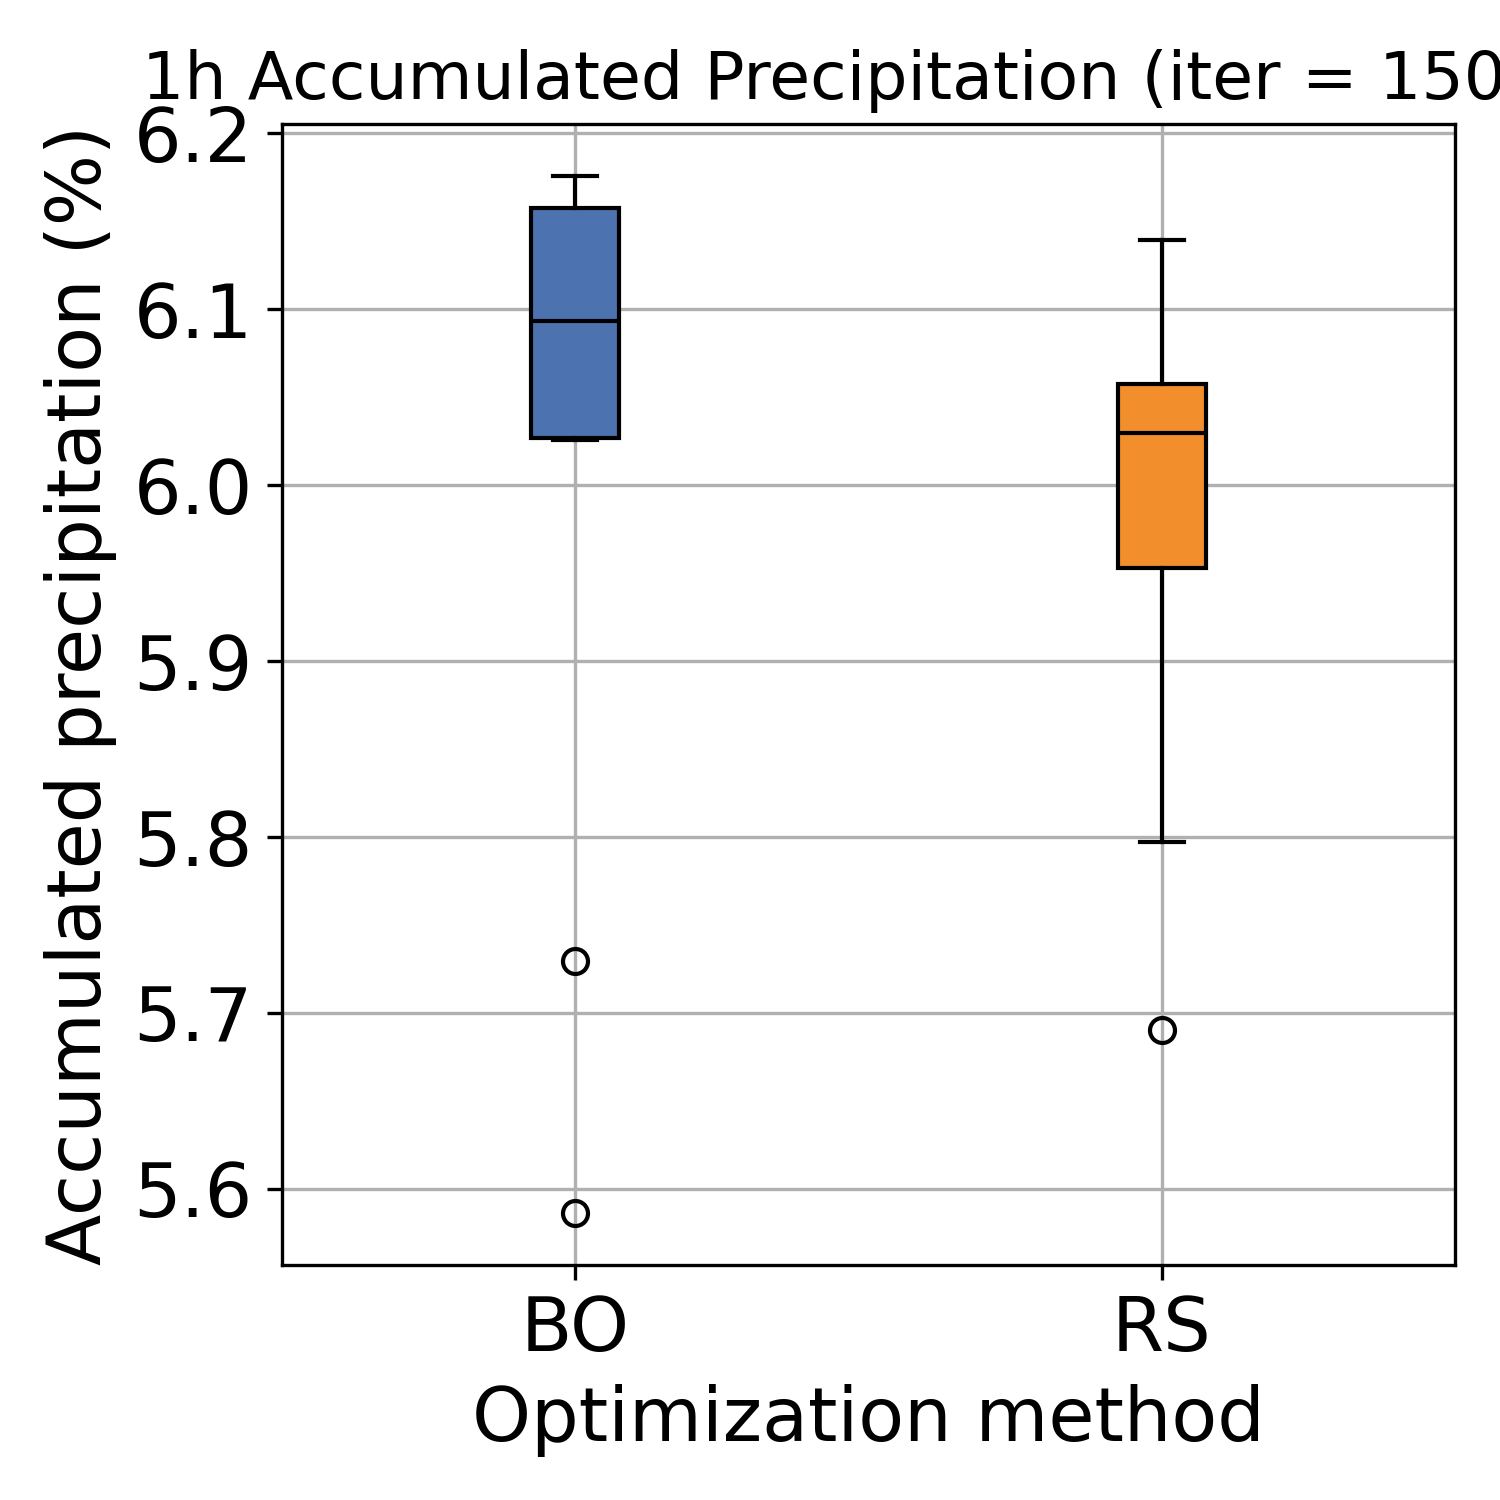 1h Accumulated Precipitation (iter = 150
Accumulated precipitation (%)
6.2
6.1
6.0
5.9
5.8
5.7
5.6
BO RS
Optimization method